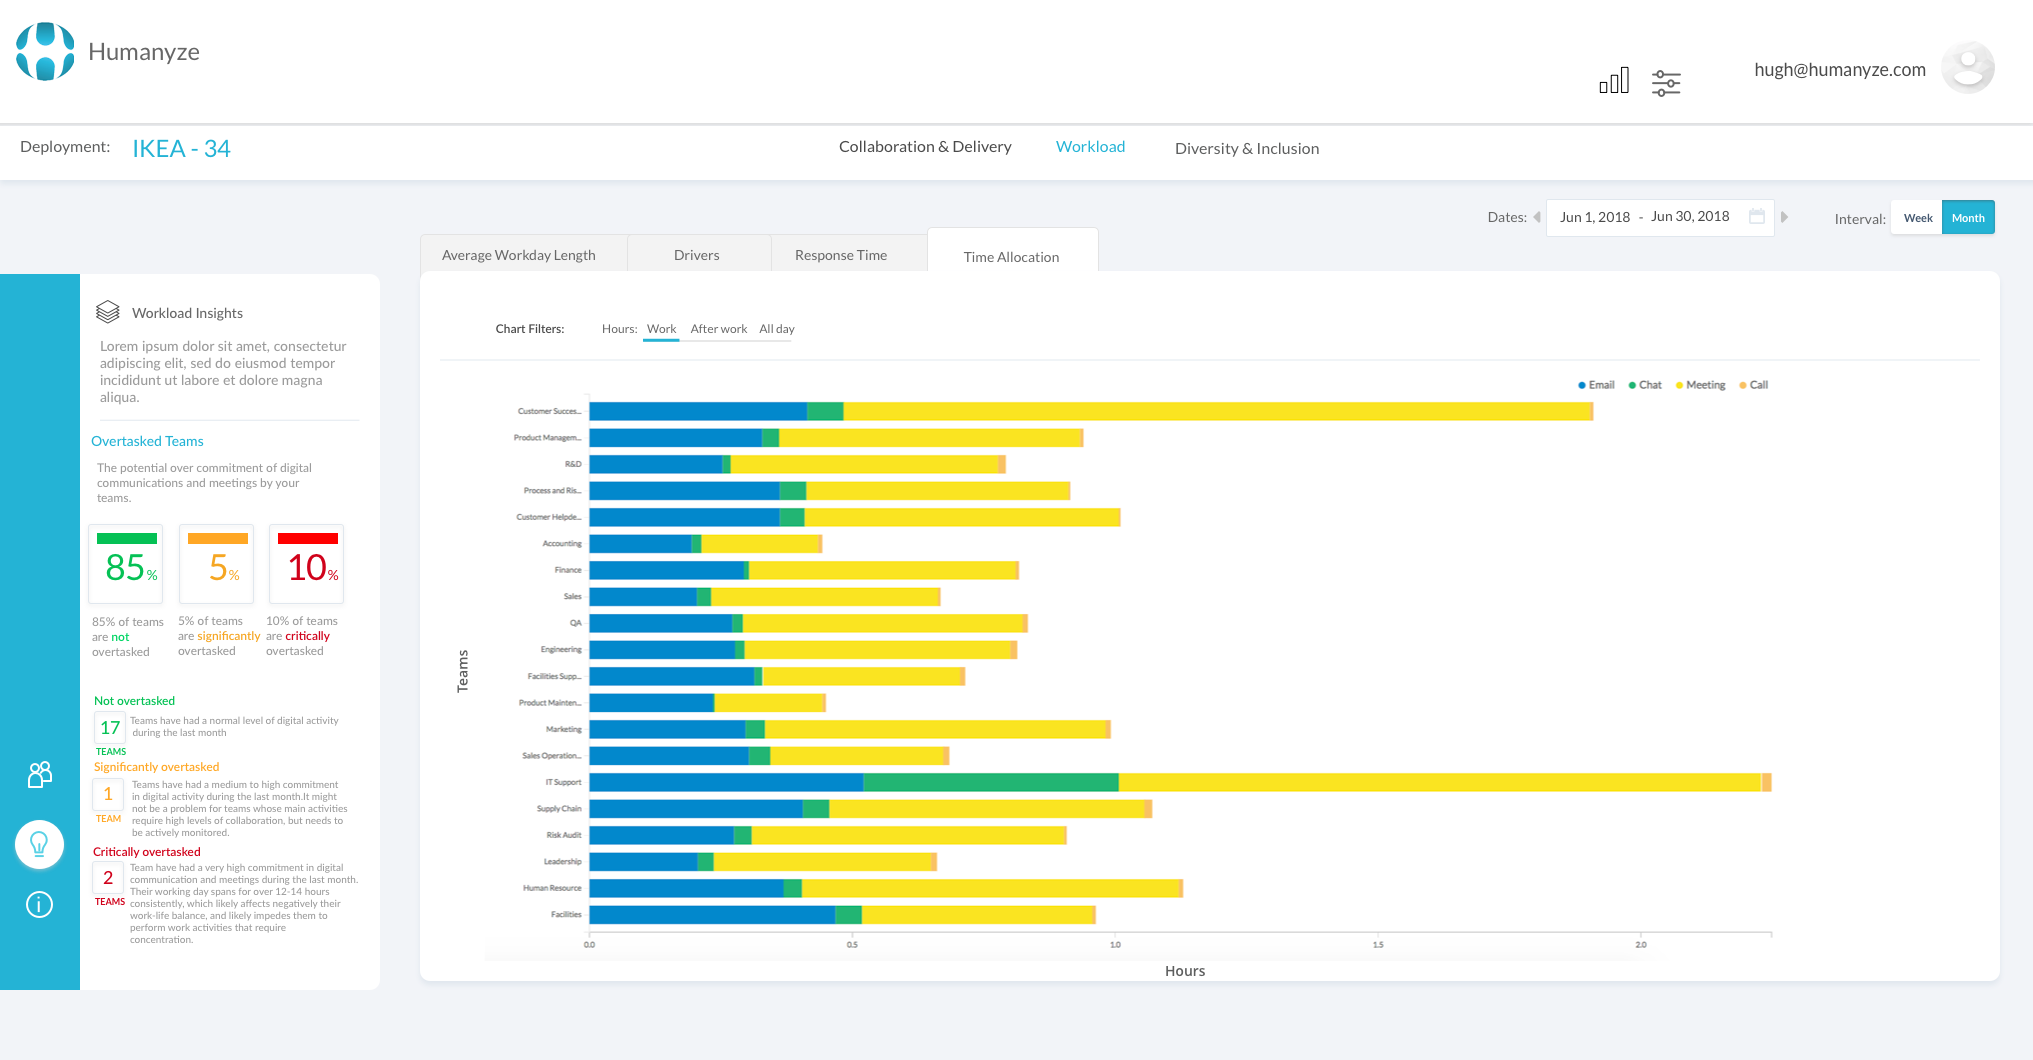 Humanyze
hugh@humanyze.com
Deployment: IKEA - 34
Collaboration & Delivery Workload Diversity & Inclusion
Dates: Jun 1, 2018 - Jun 30, 2018 Interval: Week Month
Average Workday Length Drivers Response Time Time Allocation
Workload Insights
Lorem ipsum dolor sit amet, consectetur
adipiscing elit, sed do eiusmod tempor
incididunt ut labore et dolore magna
aliqua.
Overtasked Teams
The potential over commitment of digital
communications and meetings by your
teams.
85% 5% 10%
85% of teams
are not
overtasked
5% of teams
are significantly
overtasked
10% of teams
are critically
overtasked
Not overtasked
17
TEAMS
Teams have had a normal level of digital activity
during the last month
Significantly overtasked
1
TEAM
Teams have had a medium to high commitment
in digital activity during the last month.It might
not be a problem for teams whose main activities
require high levels of collaboration, but needs to
be actively monitored.
Critically overtasked
2
TEAMS
Team have had a very high commitment in digital
communication and meetings during the last month.
Their working day spans for over 12-14 hours
consistently, which likely affects negatively their
work-life balance, and likely impedes them to
perform work activities that require
concentration.
Chart Filters: Hours: Work After work All day
Email Chat Meeting Call
Teams
Customer Succes...
Product Managem...
R&D
Process and Ris...
Customer Helpde...
Accounting
Finance
Sales
QA
Engineering
Facilities Supp...
Product Mainten...
Marketing
Sales Operation...
IT Support
Supply Chain
Risk Audit
Leadership
Human Resource
Facilities
0.0 0.5 1.0 1.5 2.0
Hours